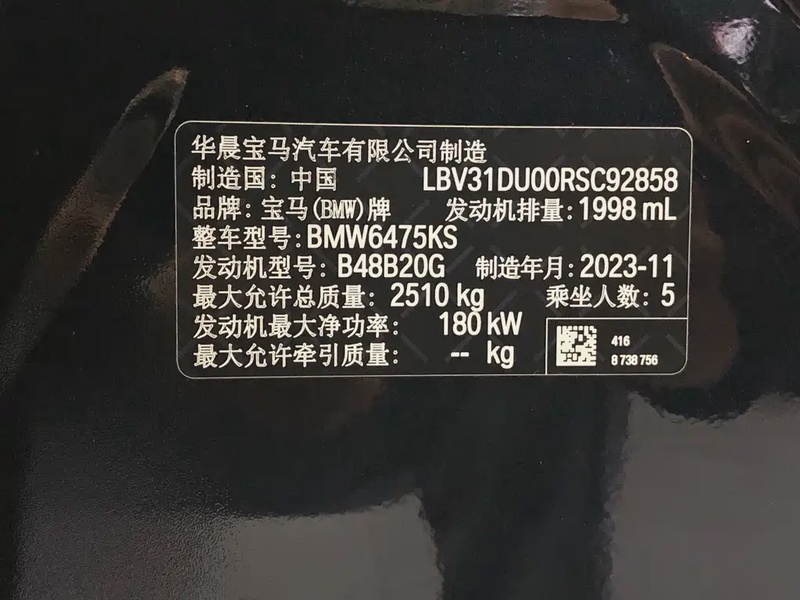 华晨宝马汽车有限公司制造
制造国：中国 LBV31DU00RSC92858
品牌：宝马(BMW)牌 发动机排量：1998 mL
整车型号：BMW6475KS
发动机型号：B48B20G 制造年月：2023-11
最大允许总质量：2510 kg 乘坐人数：5
发动机最大净功率： 180 kW
最大允许牵引质量： -- kg
416
8 738 756